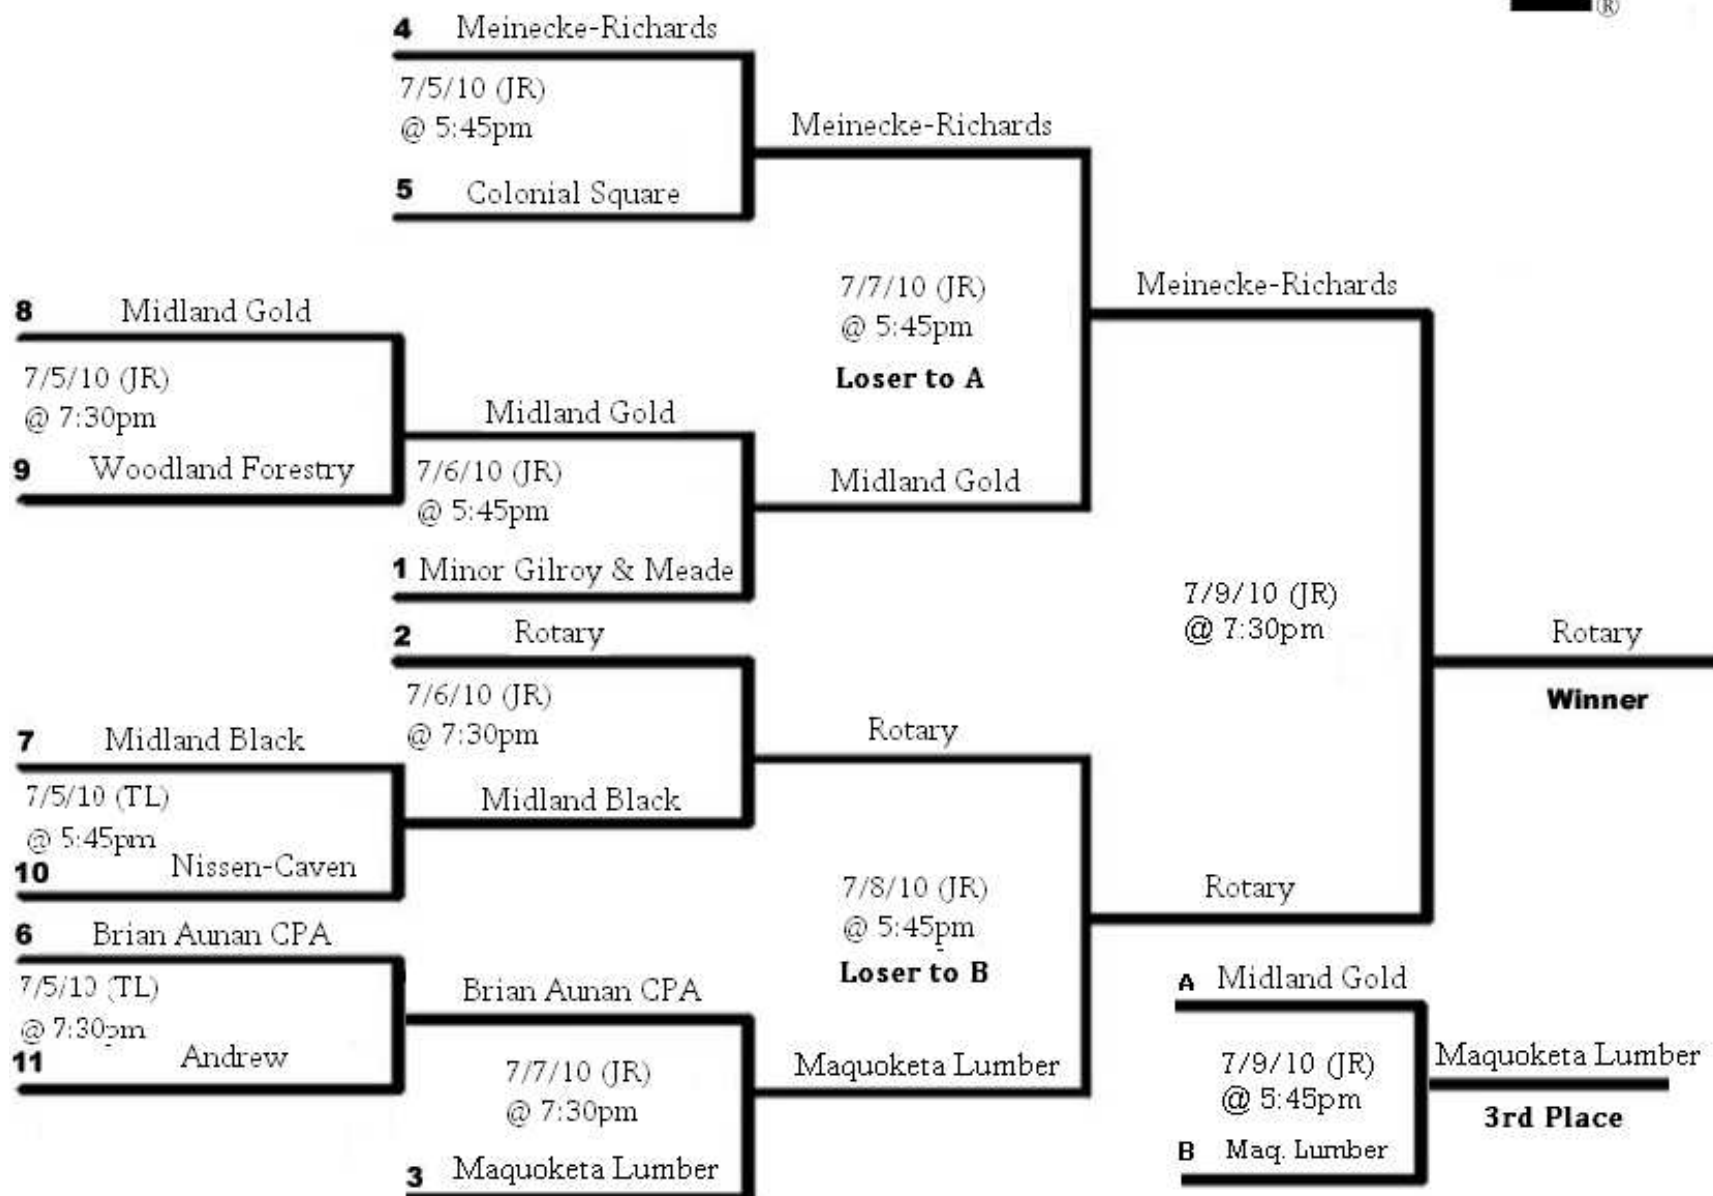 ®
4 Meinecke-Richards
7/5/10 (JR)
@ 5:45pm
5 Colonial Square
Meinecke-Richards
8 Midland Gold
7/5/10 (JR)
@ 7:30pm
9 Woodland Forestry
Midland Gold
7/6/10 (JR)
@ 5:45pm
1 Minor Gilroy & Meade
7/7/10 (JR)
@ 5:45pm
Loser to A
Midland Gold
Meinecke-Richards
2 Rotary
7/6/10 (JR)
@ 7:30pm
7 Midland Black
7/5/10 (TL)
@ 5:45pm
10 Nissen-Caven
Midland Black
Rotary
6 Brian Aunan CPA
7/5/10 (TL)
@ 7:30pm
11 Andrew
Brian Aunan CPA
7/7/10 (JR)
@ 7:30pm
3 Maquoketa Lumber
7/8/10 (JR)
@ 5:45pm
Loser to B
Maquoketa Lumber
7/9/10 (JR)
@ 7:30pm
Rotary
Rotary
Winner
A Midland Gold
7/9/10 (JR)
@ 5:45pm
B Maq. Lumber
Maquoketa Lumber
3rd Place